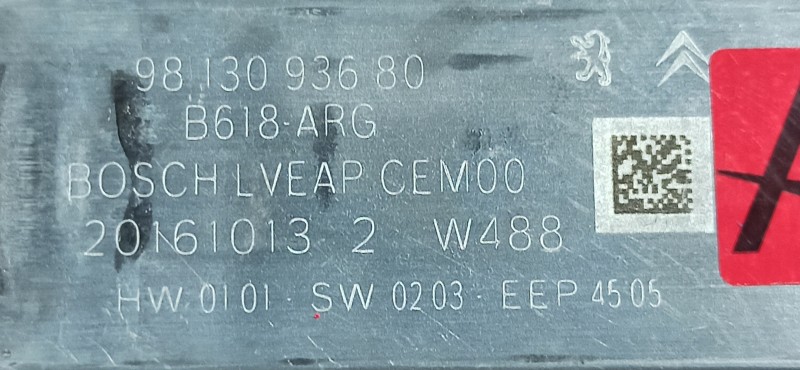 98 130 936 80
B618-ARG
BOSCH LVEAP CEM00
20161013 2 W488
HW 0101 - SW 0203 - EEP 4505